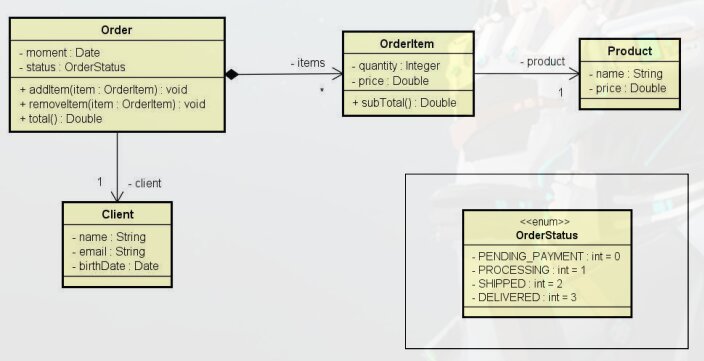 Order
- moment : Date
- status : OrderStatus
+ addItem(item : OrderItem) : void
+ removeItem(item : OrderItem) : void
+ total() : Double
- items
*
OrderItem
- quantity : Integer
- price : Double
+ subTotal() : Double
- product
1
Product
- name : String
- price : Double
1
- client
Client
- name : String
- email : String
- birthDate : Date
<<enum>>
OrderStatus
- PENDING_PAYMENT : int = 0
- PROCESSING : int = 1
- SHIPPED : int = 2
- DELIVERED : int = 3